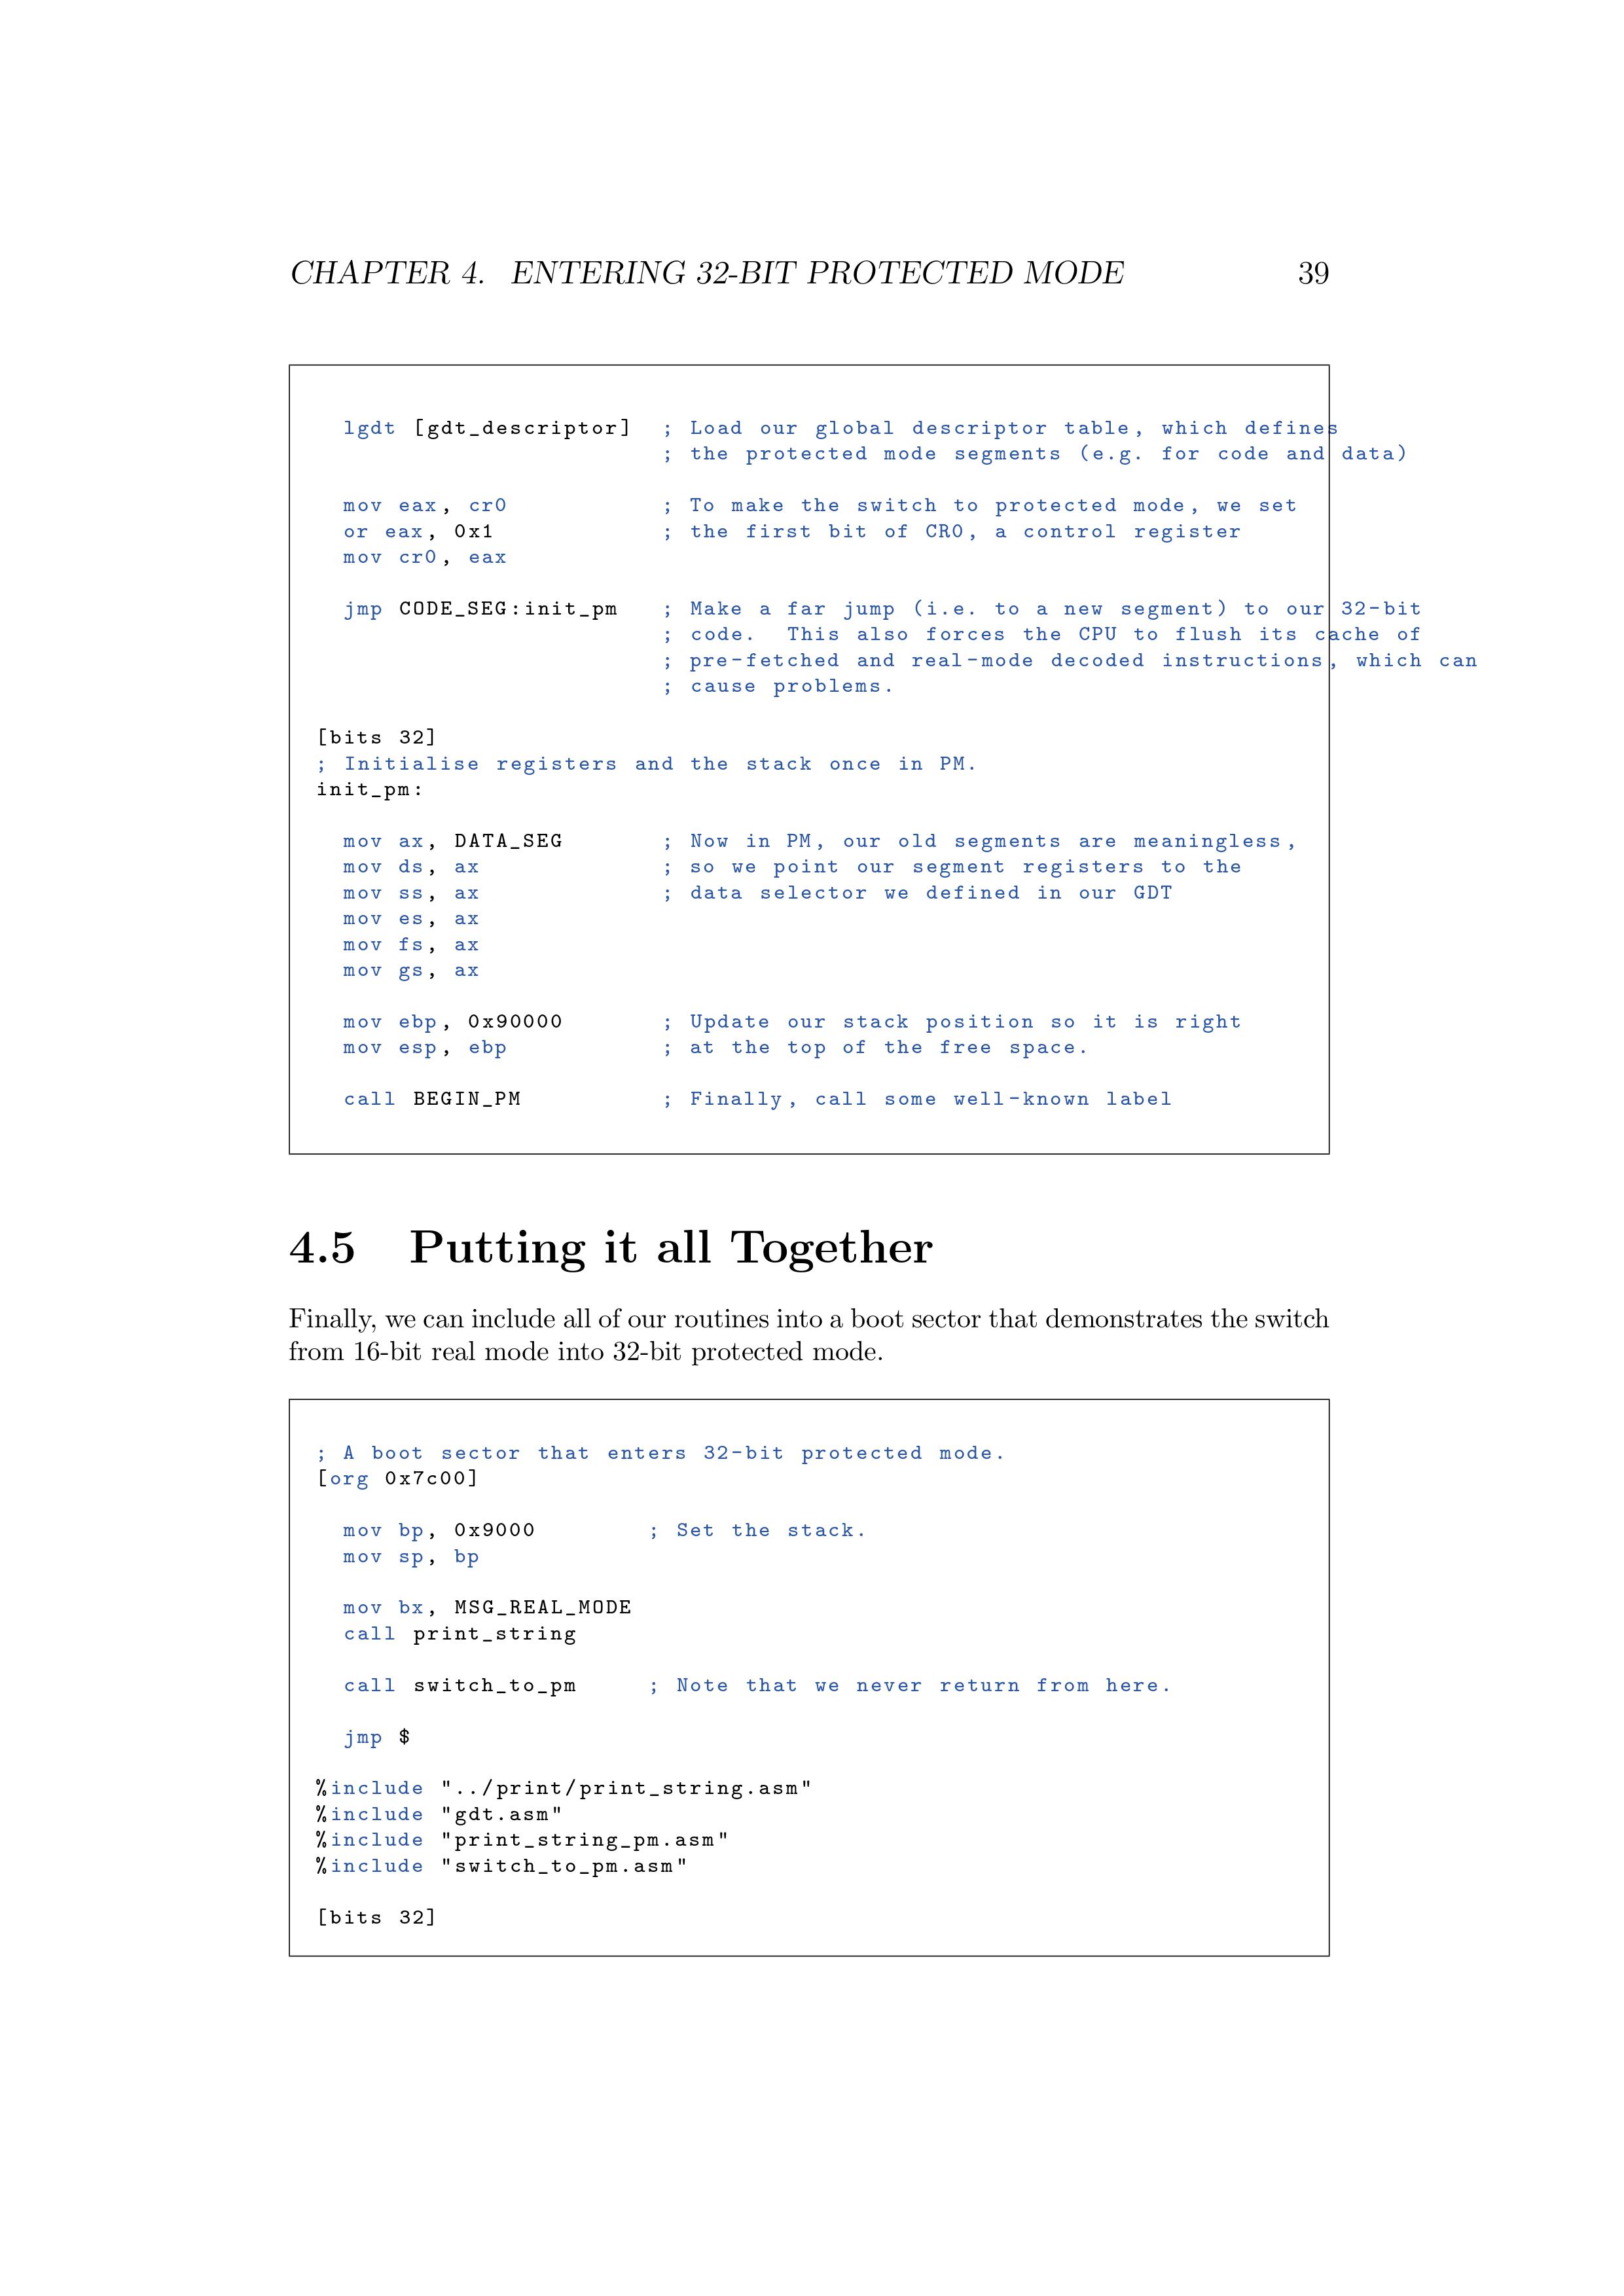 CHAPTER 4. ENTERING 32-BIT PROTECTED MODE 39
lgdt [gdt_descriptor] ; Load our global descriptor table, which defines
; the protected mode segments (e.g. for code and data)
mov eax, cr0 ; To make the switch to protected mode, we set
or eax, 0x1 ; the first bit of CR0, a control register
mov cr0, eax
jmp CODE_SEG:init_pm ; Make a far jump (i.e. to a new segment) to our 32-bit
; code. This also forces the CPU to flush its cache of
; pre-fetched and real-mode decoded instructions, which can
; cause problems.
[bits 32]
; Initialise registers and the stack once in PM.
init_pm:
mov ax, DATA_SEG ; Now in PM, our old segments are meaningless,
mov ds, ax ; so we point our segment registers to the
mov ss, ax ; data selector we defined in our GDT
mov es, ax
mov fs, ax
mov gs, ax
mov ebp, 0x90000 ; Update our stack position so it is right
mov esp, ebp ; at the top of the free space.
call BEGIN_PM ; Finally, call some well-known label
4.5 Putting it all Together
Finally, we can include all of our routines into a boot sector that demonstrates the switch
from 16-bit real mode into 32-bit protected mode.
; A boot sector that enters 32-bit protected mode.
[org 0x7c00]
mov bp, 0x9000 ; Set the stack.
mov sp, bp
mov bx, MSG_REAL_MODE
call print_string
call switch_to_pm ; Note that we never return from here.
jmp $
%include "../print/print_string.asm"
%include "gdt.asm"
%include "print_string_pm.asm"
%include "switch_to_pm.asm"
[bits 32]